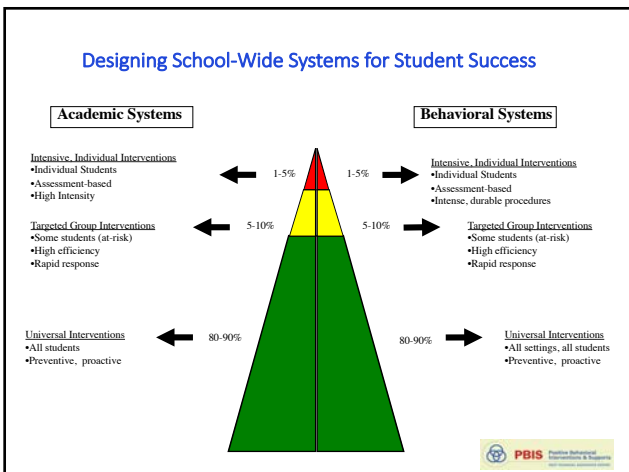 Designing School-Wide Systems for Student Success
Academic Systems
Behavioral Systems
Intensive, Individual Interventions
•Individual Students
•Assessment-based
•High Intensity
1-5%
1-5%
Intensive, Individual Interventions
•Individual Students
•Assessment-based
•Intense, durable procedures
Targeted Group Interventions
•Some students (at-risk)
•High efficiency
•Rapid response
5-10%
5-10%
Targeted Group Interventions
•Some students (at-risk)
•High efficiency
•Rapid response
Universal Interventions
•All students
•Preventive, proactive
80-90%
80-90%
Universal Interventions
•All settings, all students
•Preventive, proactive
PBIS
Positive Behavioral
Interventions & Supports